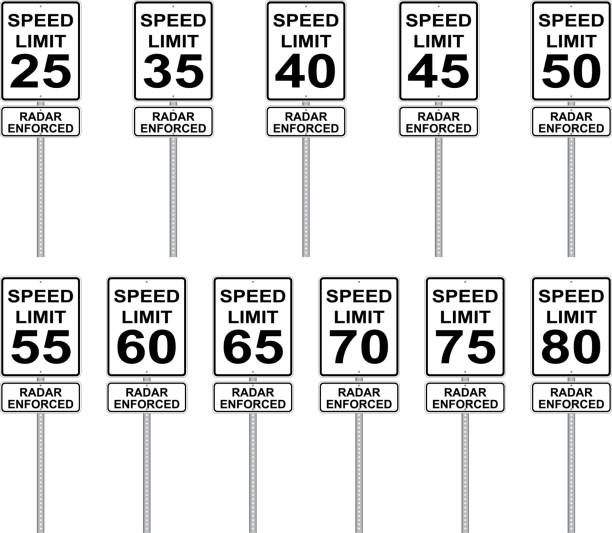 SPEED
LIMIT
25
RADAR
ENFORCED
SPEED
LIMIT
35
RADAR
ENFORCED
SPEED
LIMIT
40
RADAR
ENFORCED
SPEED
LIMIT
45
RADAR
ENFORCED
SPEED
LIMIT
50
RADAR
ENFORCED
SPEED
LIMIT
55
RADAR
ENFORCED
SPEED
LIMIT
60
RADAR
ENFORCED
SPEED
LIMIT
65
RADAR
ENFORCED
SPEED
LIMIT
70
RADAR
ENFORCED
SPEED
LIMIT
75
RADAR
ENFORCED
SPEED
LIMIT
80
RADAR
ENFORCED